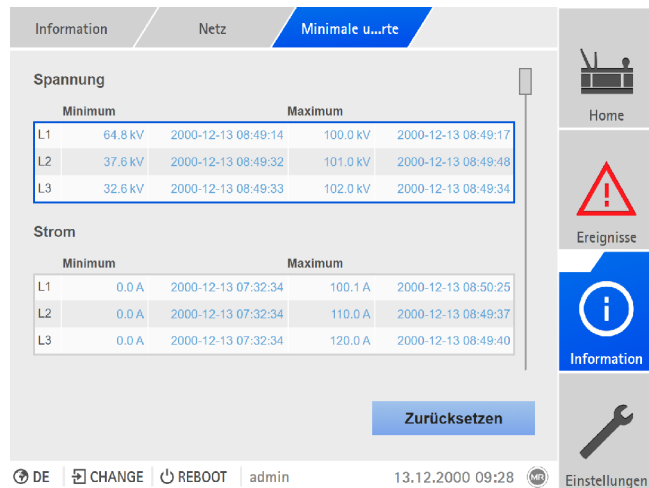 Information Netz Minimale u...rte
Spannung
Minimum Maximum
L1 64.8 kV 2000-12-13 08:49:14 100.0 kV 2000-12-13 08:49:17
L2 37.6 kV 2000-12-13 08:49:32 101.0 kV 2000-12-13 08:49:48
L3 32.6 kV 2000-12-13 08:49:33 102.0 kV 2000-12-13 08:49:34
Strom
Minimum Maximum
L1 0.0 A 2000-12-13 07:32:34 100.1 A 2000-12-13 08:50:25
L2 0.0 A 2000-12-13 07:32:34 110.0 A 2000-12-13 08:49:37
L3 0.0 A 2000-12-13 07:32:34 120.0 A 2000-12-13 08:49:40
Zurücksetzen
DE CHANGE REBOOT admin 13.12.2000 09:28 MR
Home
Ereignisse
Information
Einstellungen